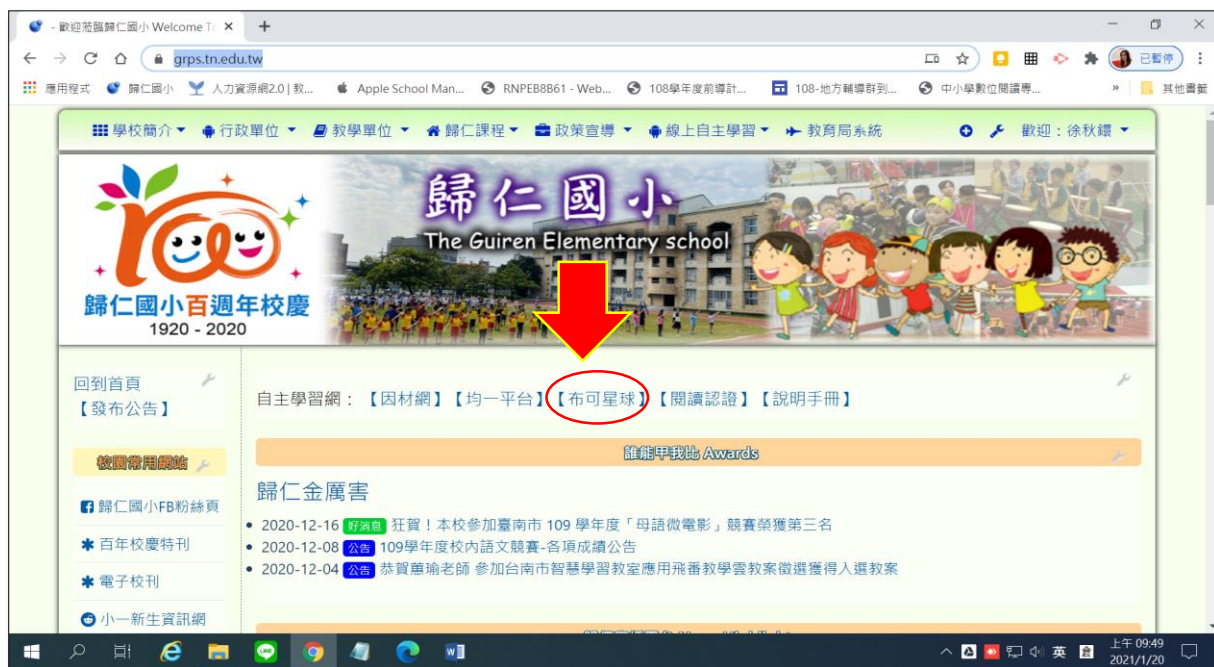 - 歡迎蒞臨歸仁國小 Welcome T
grps.tn.edu.tw
已暫停
應用程式 歸仁國小 人力資源網2.0 | 教... Apple School Man... RNPEB8B61 - Web... 108學年度前導計... 108-地方輔導群到... 中小學數位閱讀專... » 其他書籤
學校簡介 行政單位 教學單位 歸仁課程 政策宣導 線上自主學習 教育局系統 歡迎：徐秋鐶
歸仁國小
The Guiren Elementary school
100
歸仁國小百週年校慶
1920 - 2020
回到首頁
【發布公告】
自主學習網：【因材網】【均一平台】【布可星球】【閱讀認證】【說明手冊】
校園常用網站
誰能甲我比 Awards
歸仁金厲害
歸仁國小FB粉絲頁
2020-12-16 好消息 狂賀！本校參加臺南市 109 學年度「母語微電影」競賽榮獲第三名
百年校慶特刊
2020-12-08 公告 109學年度校內語文競賽-各項成績公告
2020-12-04 公告 恭賀蕭瑜老師 參加台南市智慧學習教室應用飛番教學雲教案徵選獲得入選教案
電子校刊
小一新生資訊網
英
上午 09:49
2021/1/20